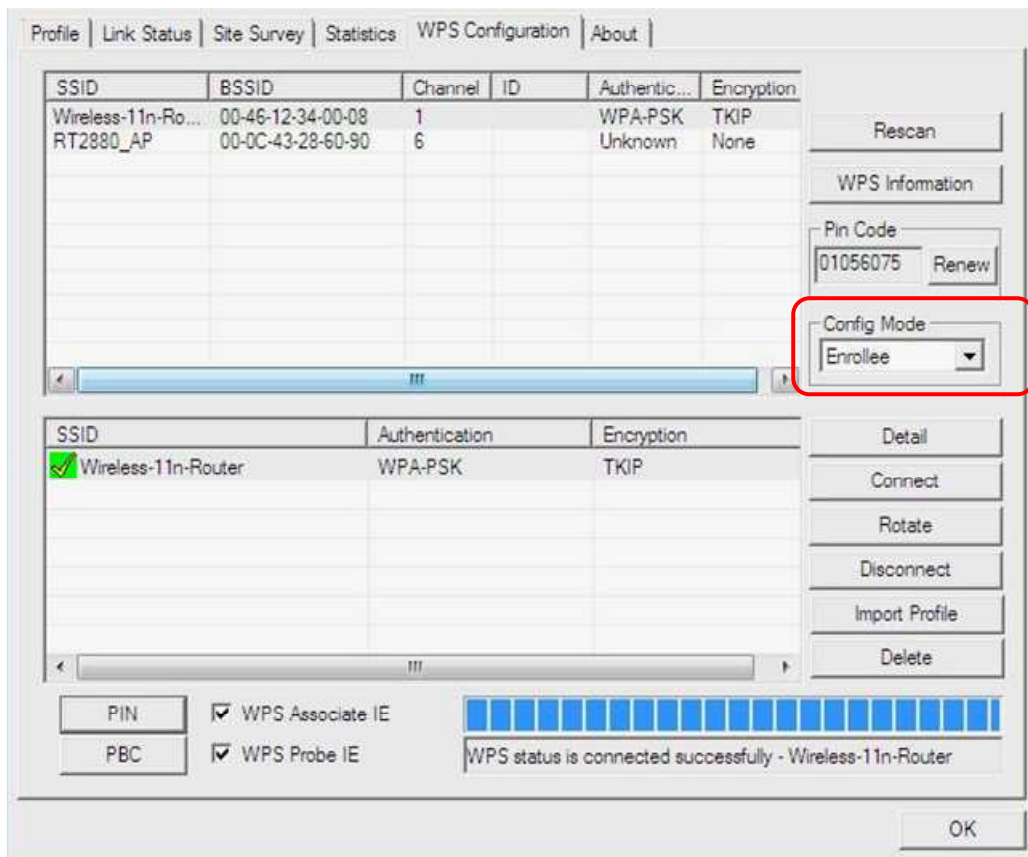 Profile Link Status Site Survey Statistics WPS Configuration About
SSID BSSID Channel ID Authentic... Encryption
Wireless-11n-Ro... 00-46-12-34-00-08 1 WPA-PSK TKIP
RT2880_AP 00-0C-43-28-60-90 6 Unknown None
Rescan
WPS Information
Pin Code
01056075 Renew
Config Mode
Enrollee
SSID Authentication Encryption
Wireless-11n-Router WPA-PSK TKIP
Detail
Connect
Rotate
Disconnect
Import Profile
Delete
PIN WPS Associate IE
PBC WPS Probe IE
WPS status is connected successfully - Wireless-11n-Router
OK